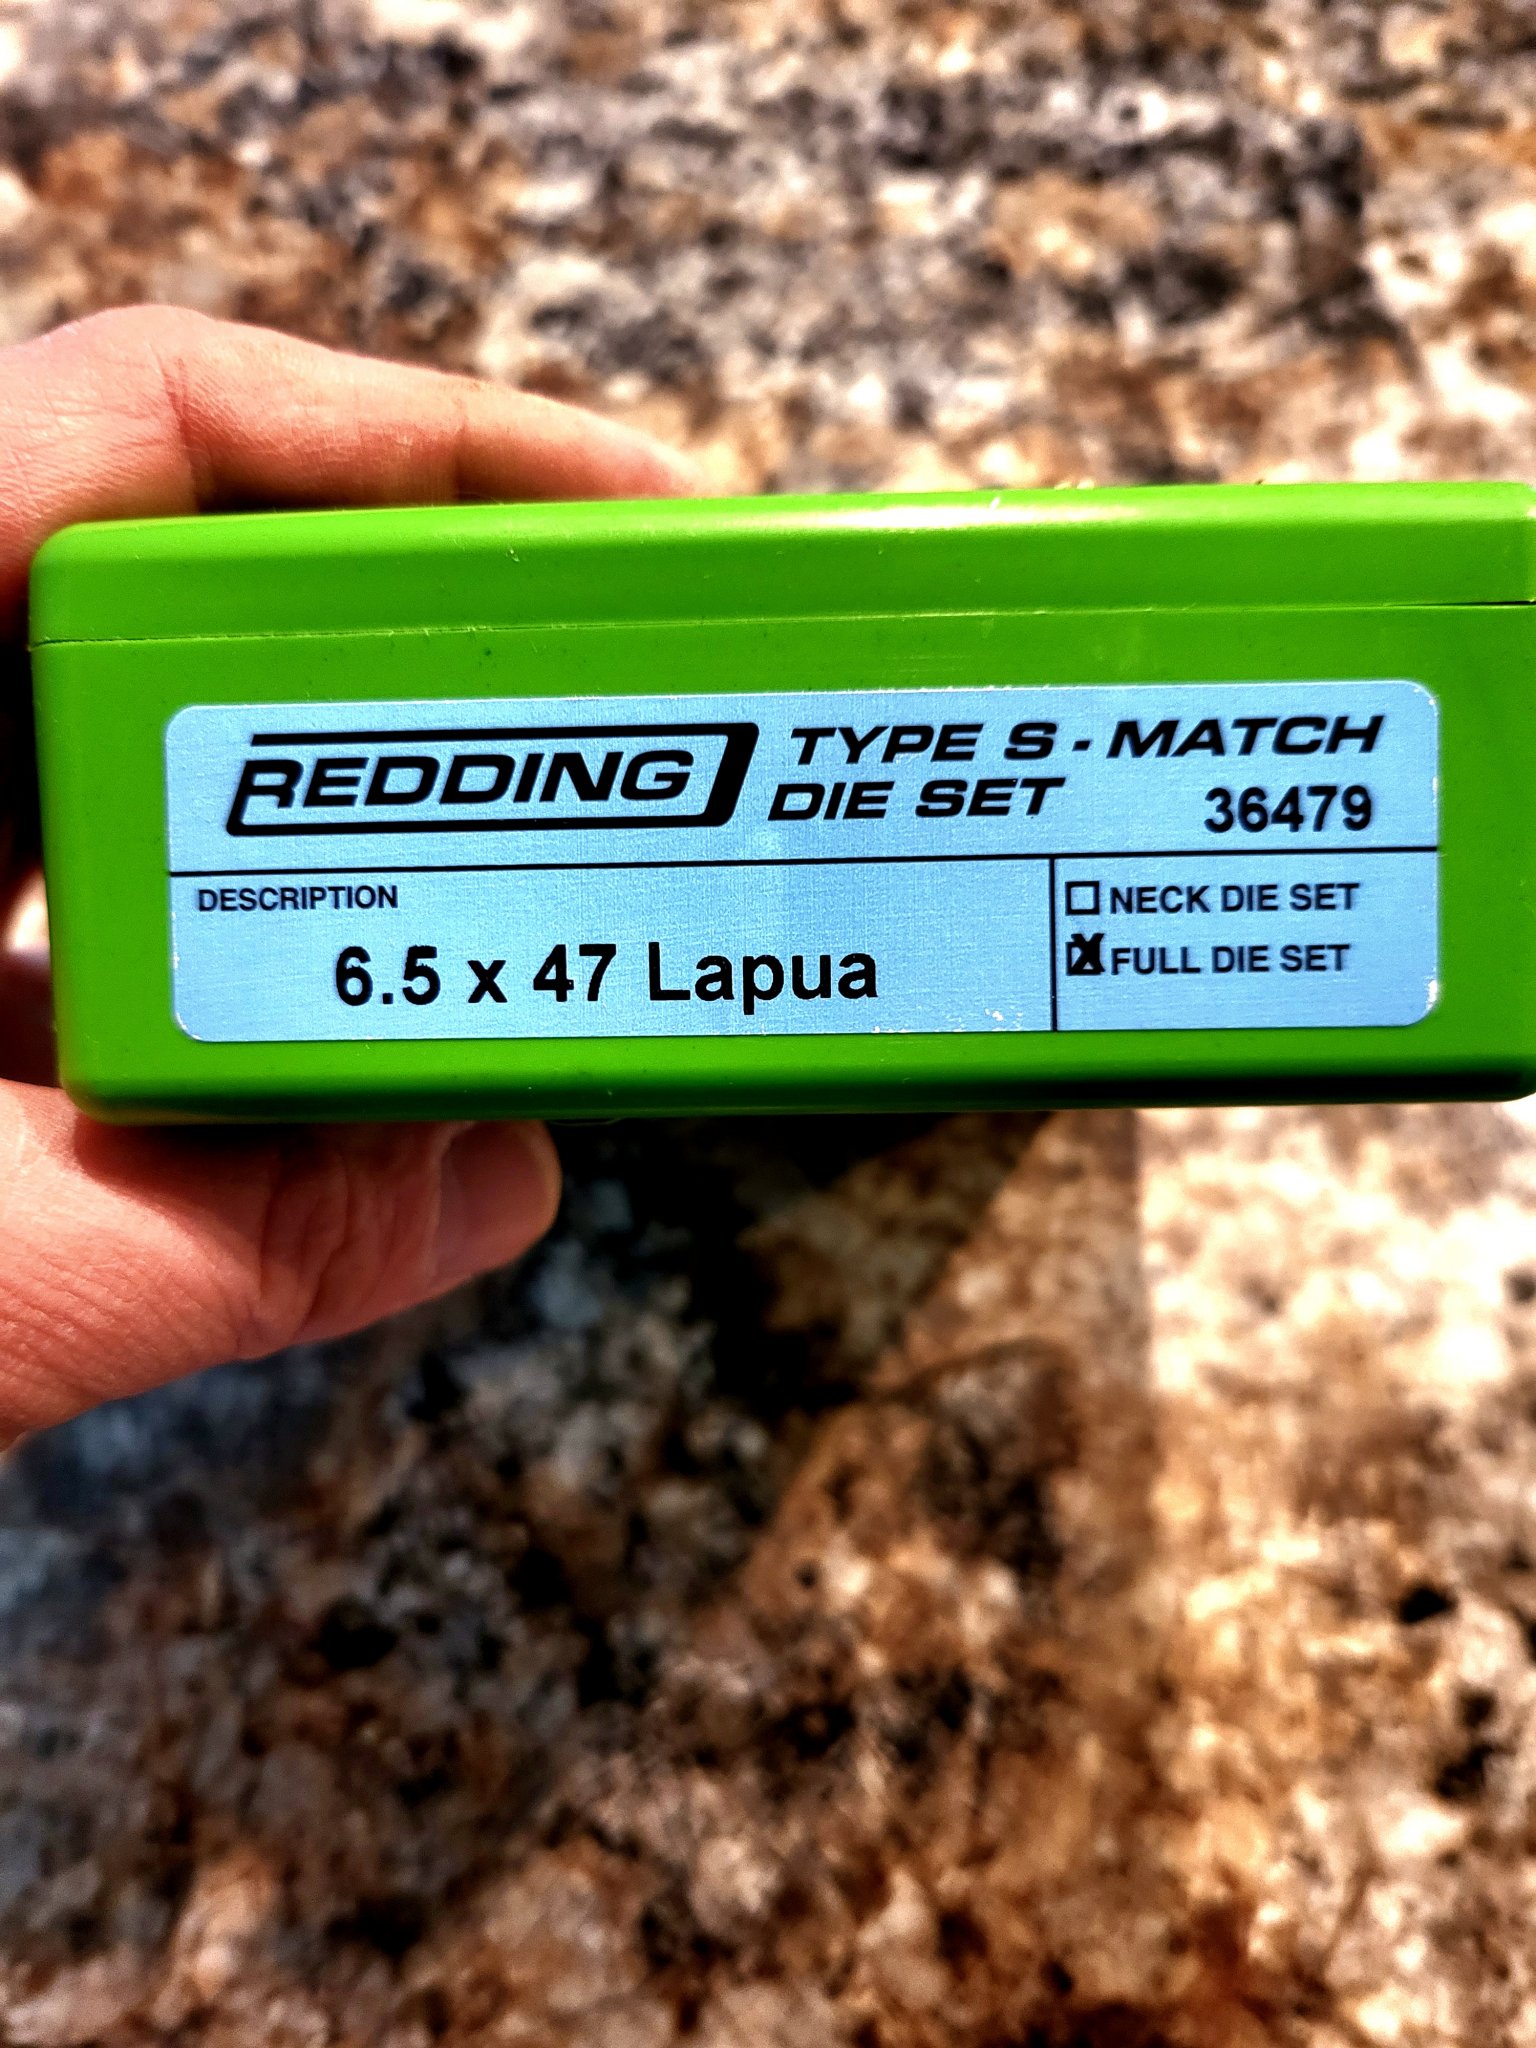 REDDING
TYPE S - MATCH
DIE SET
36479
DESCRIPTION
6.5 x 47 Lapua
NECK DIE SET
FULL DIE SET